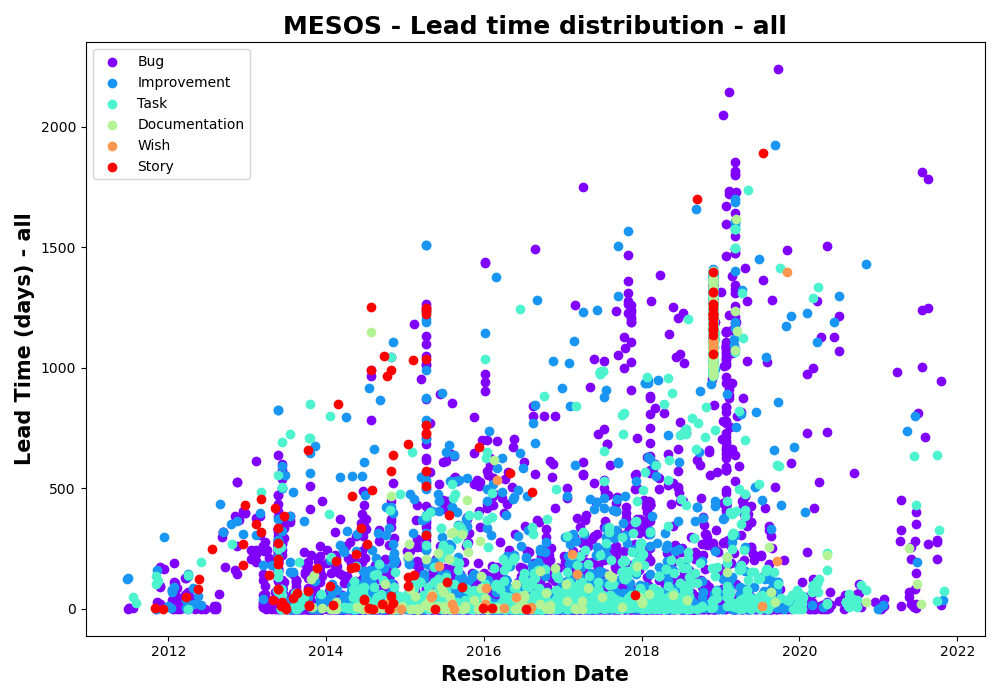 MESOS - Lead time distribution - all
Bug
Improvement
Task
Documentation
Wish
Story
Lead Time (days) - all
2000
1500
1000
500
0
2012
2014
2016
2018
2020
2022
Resolution Date